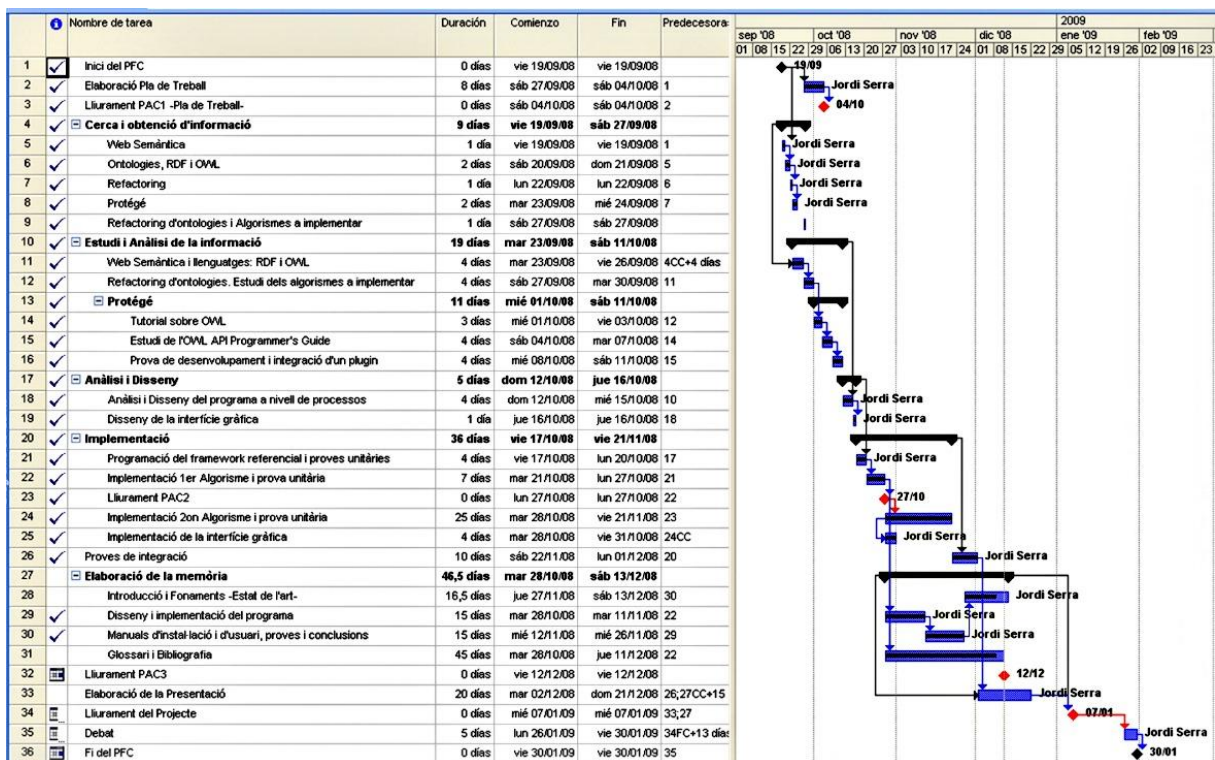 Nombre de tarea Duración Comienzo Fin Predecesoras
2009
sep '08 oct '08 nov '08 dic '08 ene '09 feb '09
01 08 15 22 29 06 13 20 27 03 10 17 24 01 08 15 22 29 05 12 19 26 02 09 16 23
1 Inici del PFC 0 días vie 19/09/08 vie 19/09/08 19/09
2 Elaboració Pla de Treball 8 días sáb 27/09/08 sáb 04/10/08 1 Jordi Serra
3 Lliurament PAC1 -Pla de Treball- 0 días sáb 04/10/08 sáb 04/10/08 2 04/10
4 Cerca i obtenció d'informació 9 días vie 19/09/08 sáb 27/09/08
5 Web Semàntica 1 día vie 19/09/08 vie 19/09/08 1 Jordi Serra
6 Ontologies, RDF i OWL 2 días sáb 20/09/08 dom 21/09/08 5 Jordi Serra
7 Refactoring 1 día lun 22/09/08 lun 22/09/08 6 Jordi Serra
8 Protégé 2 días mar 23/09/08 mié 24/09/08 7 Jordi Serra
9 Refactoring d'ontologies i Algorismes a implementar 1 día sáb 27/09/08 sáb 27/09/08
10 Estudi i Anàlisi de la informació 19 días mar 23/09/08 sáb 11/10/08
11 Web Semàntica i llenguatges: RDF i OWL 4 días mar 23/09/08 vie 26/09/08 4CC+4 días
12 Refactoring d'ontologies. Estudi dels algorismes a implementar 4 días sáb 27/09/08 mar 30/09/08 11
13 Protégé 11 días mié 01/10/08 sáb 11/10/08
14 Tutorial sobre OWL 3 días mié 01/10/08 vie 03/10/08 12
15 Estudi de l'OWL API Programmer's Guide 4 días sáb 04/10/08 mar 07/10/08 14
16 Prova de desenvolupament i integració d'un plugin 4 días mié 08/10/08 sáb 11/10/08 15
17 Anàlisi i Disseny 5 días dom 12/10/08 jue 16/10/08
18 Anàlisi i Disseny del programa a nivell de processos 4 días dom 12/10/08 mié 15/10/08 10 Jordi Serra
19 Disseny de la interfície gràfica 1 día jue 16/10/08 jue 16/10/08 18 Jordi Serra
20 Implementació 36 días vie 17/10/08 vie 21/11/08
21 Programació del framework referencial i proves unitàries 4 días vie 17/10/08 lun 20/10/08 17 Jordi Serra
22 Implementació 1er Algorisme i prova unitària 7 días mar 21/10/08 lun 27/10/08 21 Jordi Serra
23 Lliurament PAC2 0 días lun 27/10/08 lun 27/10/08 22 27/10
24 Implementació 2on Algorisme i prova unitària 25 días mar 28/10/08 vie 21/11/08 23 Jordi Serra
25 Implementació de la interfície gràfica 4 días mar 28/10/08 vie 31/10/08 24CC Jordi Serra
26 Proves de integració 10 días sáb 22/11/08 lun 01/12/08 20 Jordi Serra
27 Elaboració de la memòria 46,5 días mar 28/10/08 sáb 13/12/08
28 Introducció i Fonaments -Estat de l'art- 16,5 días jue 27/11/08 sáb 13/12/08 30 Jordi Serra
29 Disseny i implementació del programa 15 días mar 28/10/08 mar 11/11/08 22 Jordi Serra
30 Manuals d'instal·lació i d'usuari, proves i conclusions 15 días mié 12/11/08 mié 26/11/08 29 Jordi Serra
31 Glossari i Bibliografia 45 días mar 28/10/08 jue 11/12/08 22
32 Lliurament PAC3 0 días vie 12/12/08 vie 12/12/08 12/12
33 Elaboració de la Presentació 20 días mar 02/12/08 dom 21/12/08 26;27CC+15 Jordi Serra
34 Lliurament del Projecte 0 días mié 07/01/09 mié 07/01/09 33;27 07/01
35 Debat 5 días lun 26/01/09 vie 30/01/09 34FC+13 días Jordi Serra
36 Fi del PFC 0 días vie 30/01/09 vie 30/01/09 35 30/01